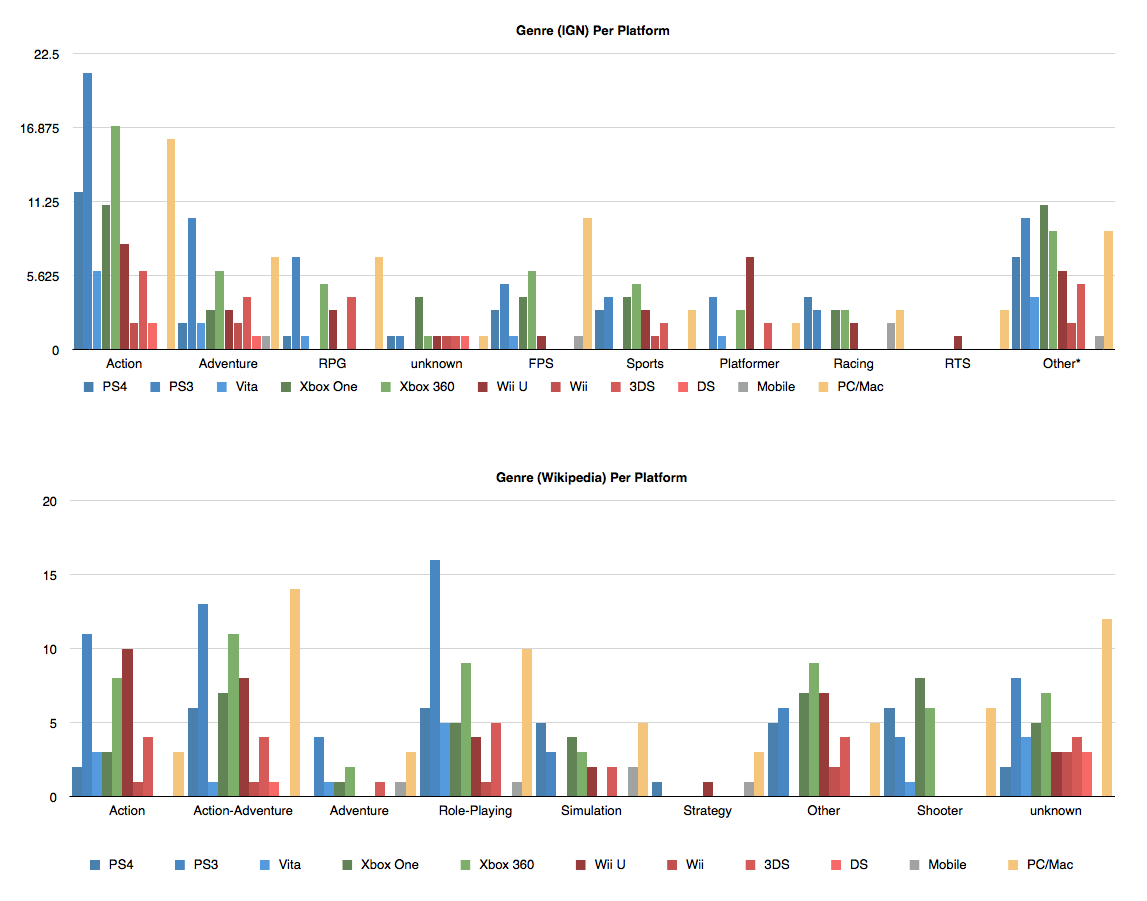 Genre (IGN) Per Platform
22.5
16.875
11.25
5.625
0
Action Adventure RPG unknown FPS Sports Platformer Racing RTS Other*
PS4 PS3 Vita Xbox One Xbox 360 Wii U Wii 3DS DS Mobile PC/Mac
Genre (Wikipedia) Per Platform
20
15
10
5
0
Action Action-Adventure Adventure Role-Playing Simulation Strategy Other Shooter unknown
PS4 PS3 Vita Xbox One Xbox 360 Wii U Wii 3DS DS Mobile PC/Mac